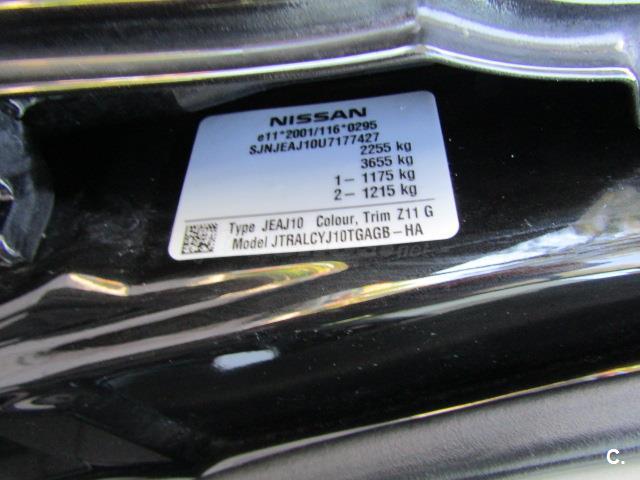 NISSAN
e11*2001/116*0295
SJNJEAJ10U7177427
2255 kg
3655 kg
1- 1175 kg
2- 1215 kg
Type JEAJ10 Colour, Trim Z11 G
Model JTRALCYJ10TGAGB-HA
C.